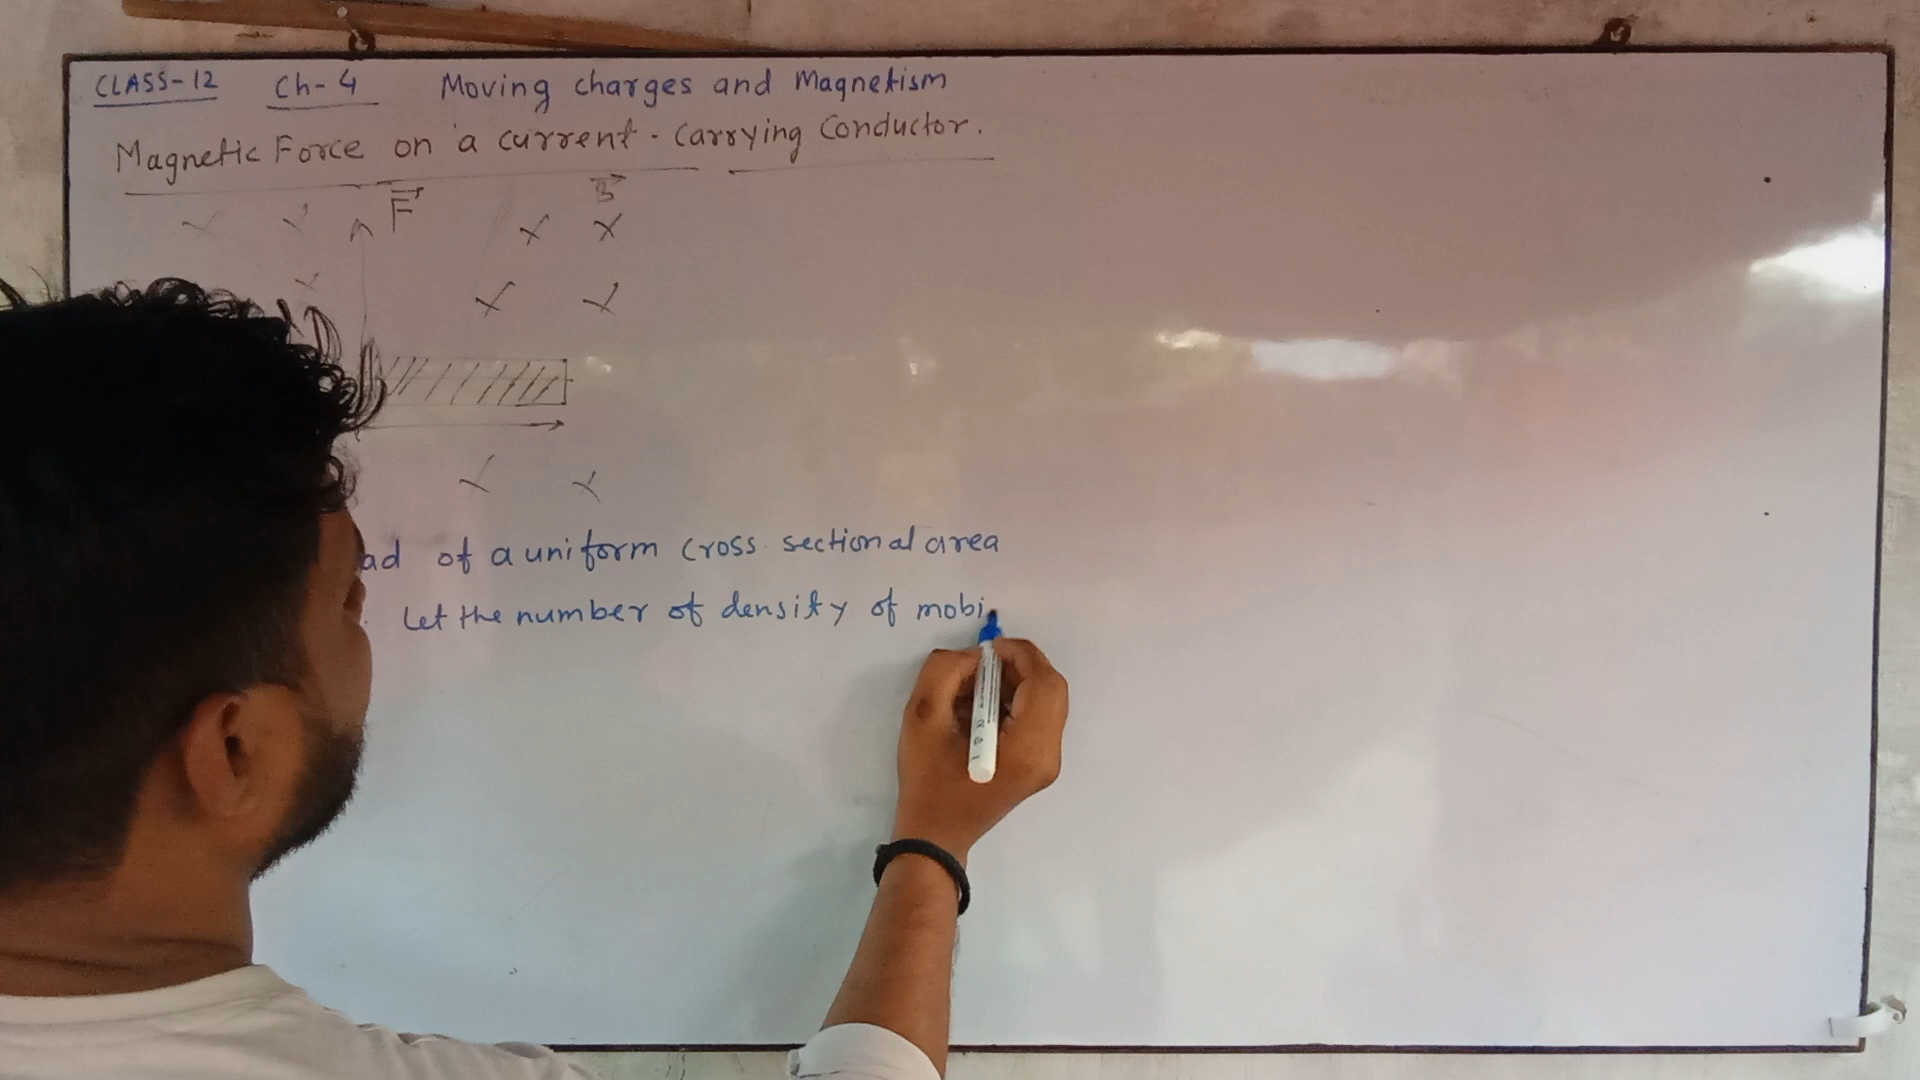 CLASS-12 Ch-4 Moving charges and Magnetism
Magnetic Force on a current-Carrying Conductor.
F
B
of a uniform cross sectional area
Let the number of density of mobi